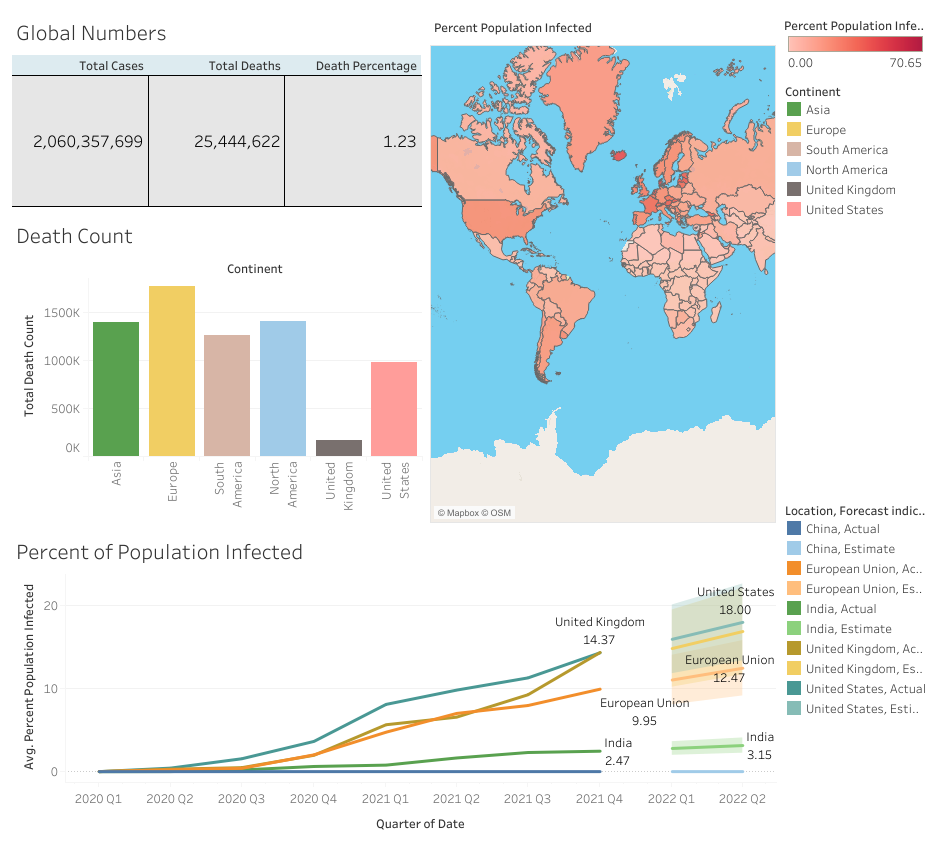 Global Numbers
Total Cases
Total Deaths
Death Percentage
2,060,357,699
25,444,622
1.23
Death Count
Continent
Total Death Count
1500K
1000K
500K
0K
Asia
Europe
South
America
North
America
United
Kingdom
United
States
Percent Population Infected
© Mapbox © OSM
Percent Population Infe..
0.00
70.65
Continent
Asia
Europe
South America
North America
United Kingdom
United States
Percent of Population Infected
Avg. Percent Population Infected
20
10
0
United Kingdom
14.37
European Union
9.95
India
2.47
United States
18.00
European Union
12.47
India
3.15
2020 Q1
2020 Q2
2020 Q3
2020 Q4
2021 Q1
2021 Q2
2021 Q3
2021 Q4
2022 Q1
2022 Q2
Quarter of Date
Location, Forecast indic..
China, Actual
China, Estimate
European Union, Ac..
European Union, Es..
India, Actual
India, Estimate
United Kingdom, Ac..
United Kingdom, Es..
United States, Actual
United States, Esti..